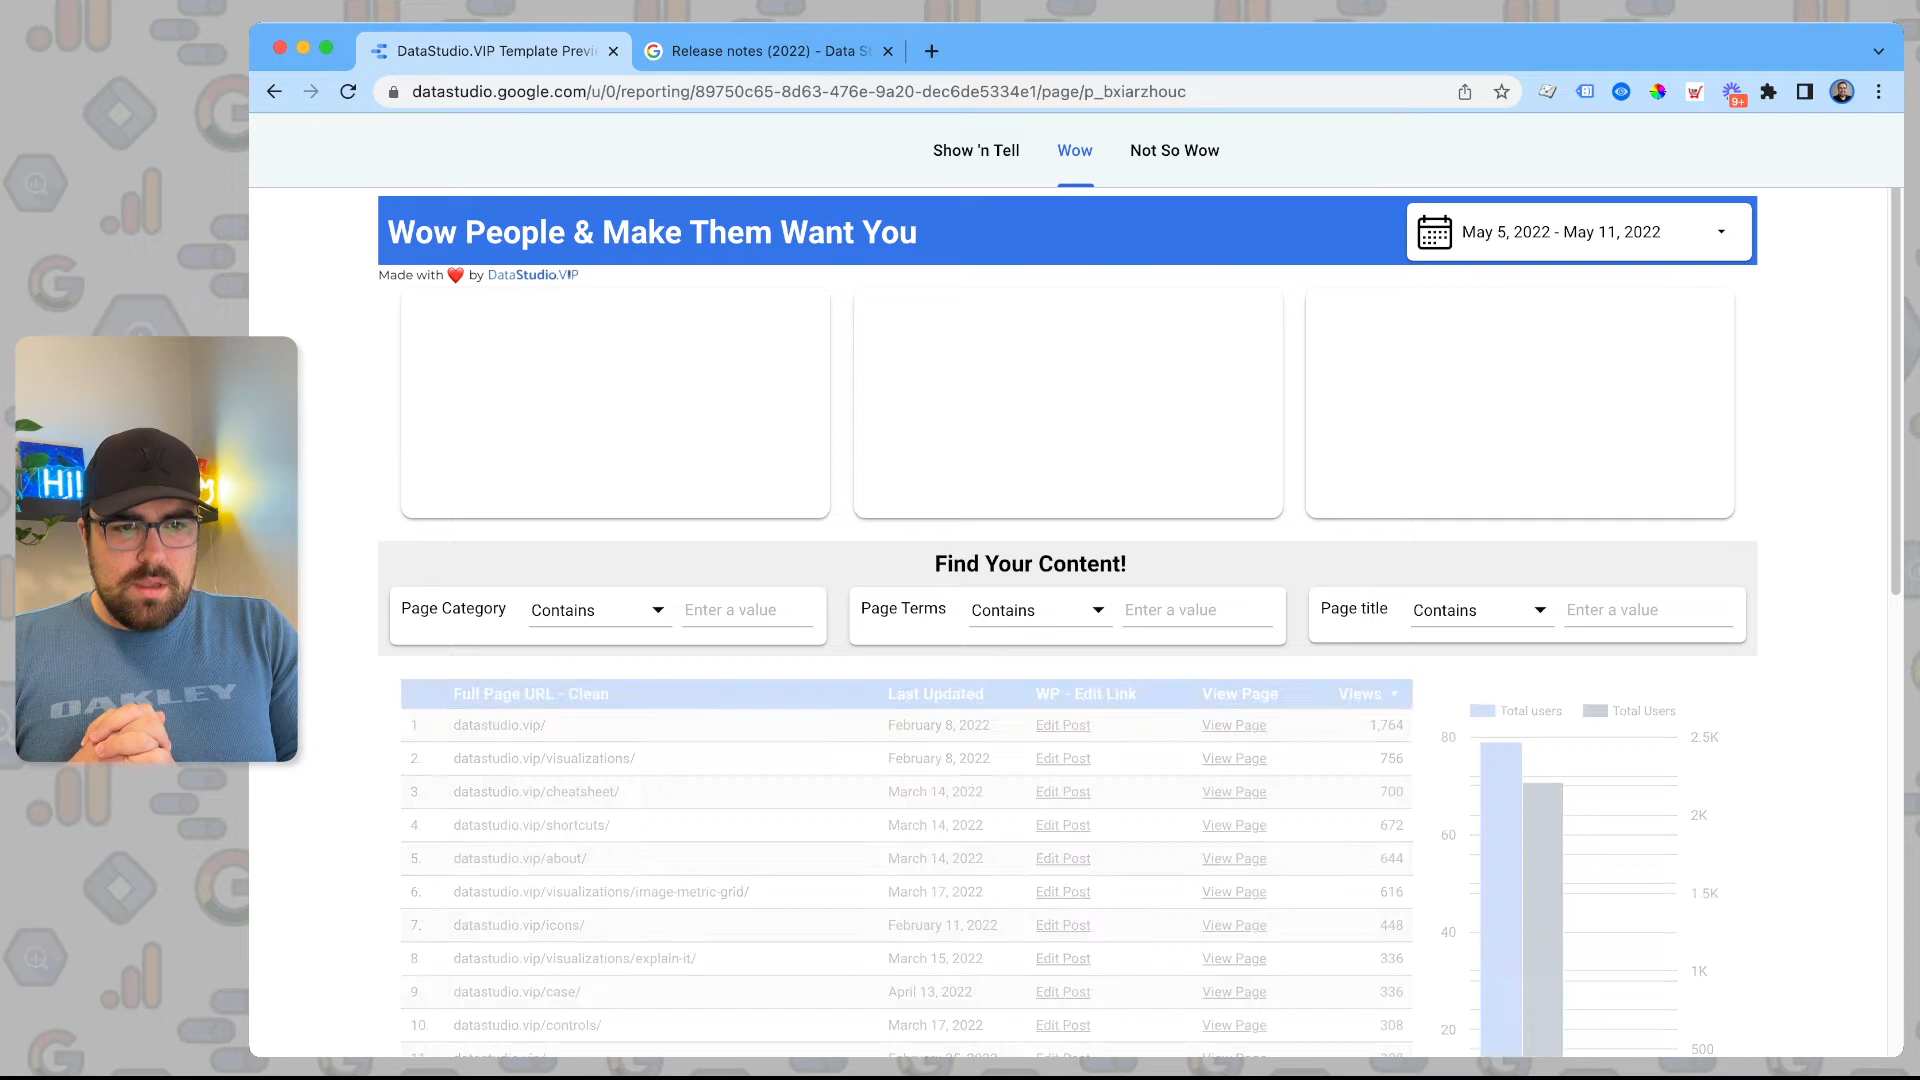 DataStudio.VIP Template Previ
Release notes (2022) - Data St
datastudio.google.com/u/0/reporting/89750c65-8d63-476e-9a20-dec6de5334e1/page/p_bxiarzhouc
9+
Show 'n Tell
Wow
Not So Wow
Wow People & Make Them Want You
May 5, 2022 - May 11, 2022
Made with ❤️ by DataStudio.VIP
Hi!
OAKLEY
Find Your Content!
Page Category Contains Enter a value
Page Terms Contains Enter a value
Page title Contains Enter a value
Full Page URL - Clean Last Updated WP - Edit Link View Page Views
1 datastudio.vip/ February 8, 2022 Edit Post View Page 1,764
2. datastudio.vip/visualizations/ February 8, 2022 Edit Post View Page 756
3. datastudio.vip/cheatsheet/ March 14, 2022 Edit Post View Page 700
4. datastudio.vip/shortcuts/ March 14, 2022 Edit Post View Page 672
5. datastudio.vip/about/ March 14, 2022 Edit Post View Page 644
6. datastudio.vip/visualizations/image-metric-grid/ March 17, 2022 Edit Post View Page 616
7. datastudio.vip/icons/ February 11, 2022 Edit Post View Page 448
8. datastudio.vip/visualizations/explain-it/ March 15, 2022 Edit Post View Page 336
9. datastudio.vip/case/ April 13, 2022 Edit Post View Page 336
10. datastudio.vip/controls/ March 17, 2022 Edit Post View Page 308
Total users Total Users
80 2.5K
2K
60
1.5K
40
1K
20
500